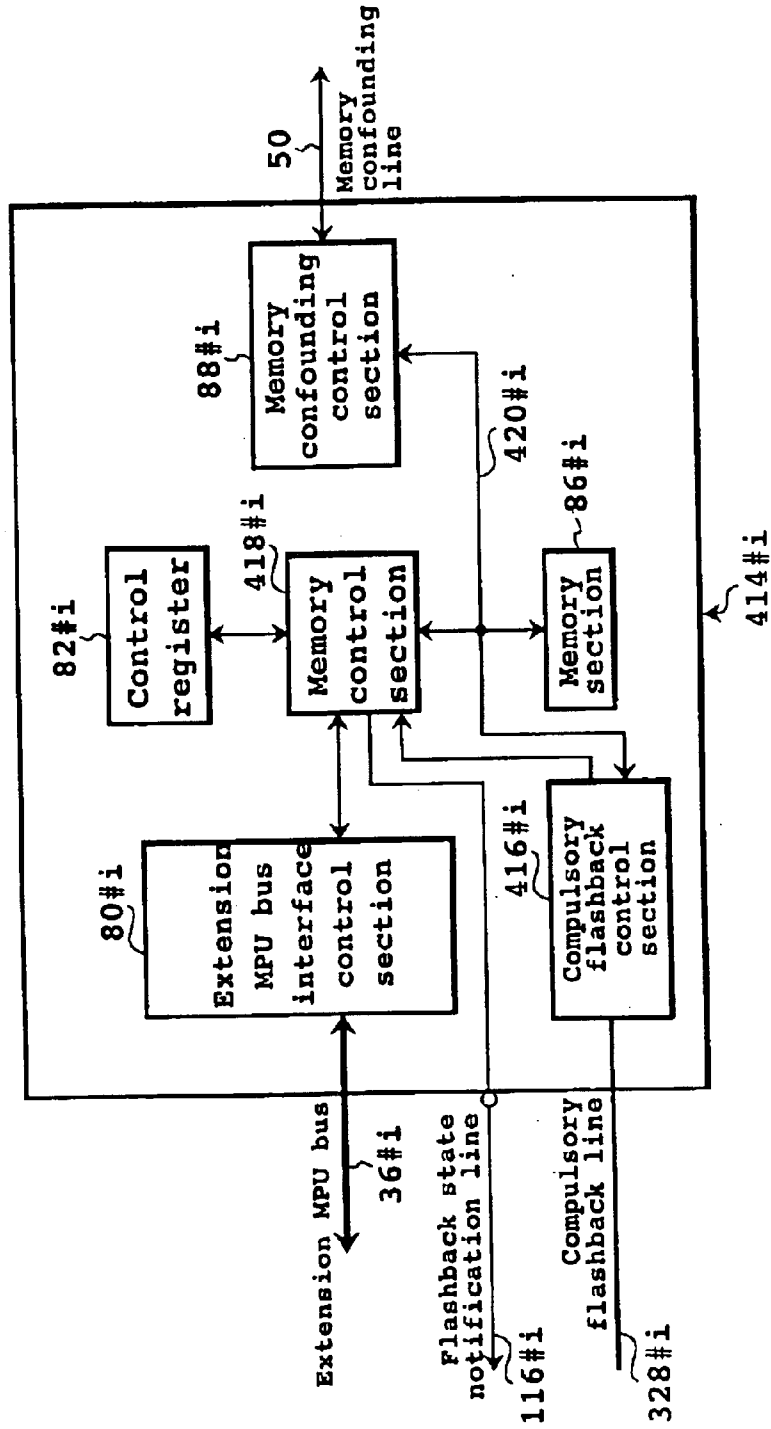 50
Memory
confounding
line
88#i
Memory
confounding
control
section
82#i
Control
register
418#i
Memory
control
section
420#i
86#i
Memory
section
414#i
80#i
Extension
MPU bus
interface
control
section
416#i
Compulsory
flashback
control
section
Extension MPU bus
36#i
Flashback state
notification line
116#i
Compulsory
flashback line
328#i